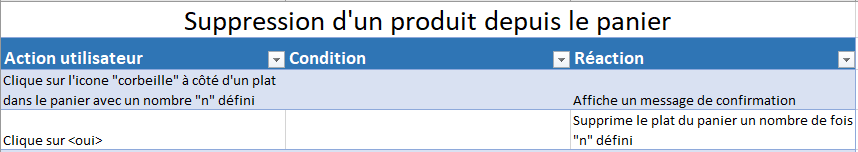 Suppression d'un produit depuis le panier
Action utilisateur Condition Réaction
Clique sur l'icone "corbeille" à côté d'un plat
dans le panier avec un nombre "n" défini
Affiche un message de confirmation
Clique sur <oui>
Supprime le plat du panier un nombre de fois
"n" défini